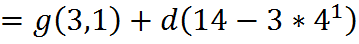 = g(3,1) + d(14 − 3 * 4¹)